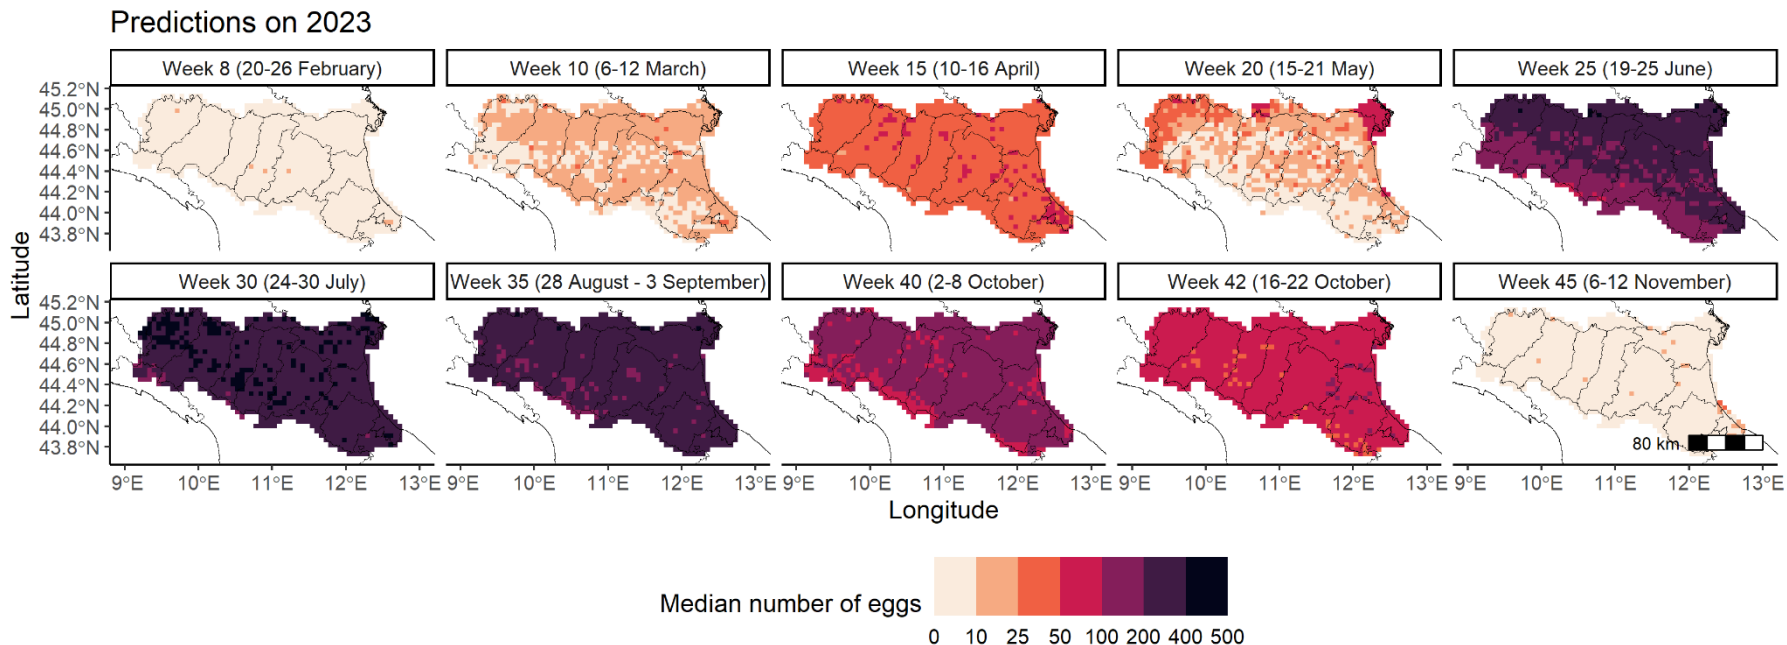 Predictions on 2023
Week 8 (20-26 February)
Week 10 (6-12 March)
Week 15 (10-16 April)
Week 20 (15-21 May)
Week 25 (19-25 June)
45.2°N
45.0°N
44.8°N
44.6°N
44.4°N
44.2°N
44.0°N
43.8°N
Latitude
Week 30 (24-30 July)
Week 35 (28 August - 3 September)
Week 40 (2-8 October)
Week 42 (16-22 October)
Week 45 (6-12 November)
45.2°N
45.0°N
44.8°N
44.6°N
44.4°N
44.2°N
44.0°N
43.8°N
80 km
9°E 10°E 11°E 12°E 13°E 9°E 10°E 11°E 12°E 13°E 9°E 10°E 11°E 12°E 13°E 9°E 10°E 11°E 12°E 13°E 9°E 10°E 11°E 12°E 13°E
Longitude
Median number of eggs
0 10 25 50 100 200 400 500